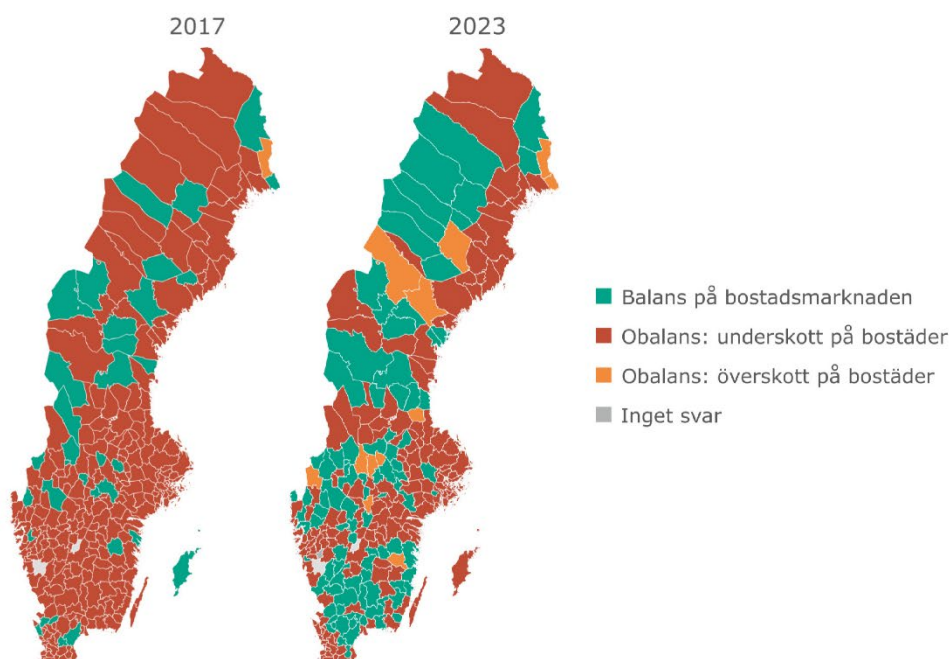 2017
2023
Balans på bostadsmarknaden
Obalans: underskott på bostäder
Obalans: överskott på bostäder
Inget svar